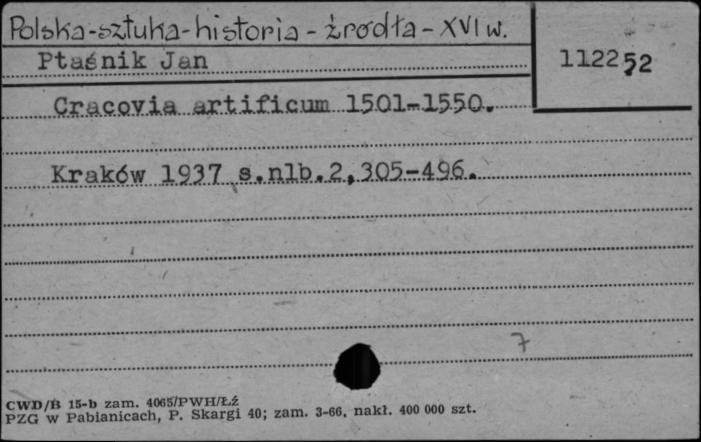 Polska-sztuka-historia - źródła - XVI w.
Ptaśnik Jan
112252
Cracovia artificum 1501-1550.
Kraków 1937 s.nlb.2,305-496.
7
CWD/B 15-b zam. 4065/PWH/Łź
PZG w Pabianicach, P. Skargi 40; zam. 3-66, nakł. 400 000 szt.